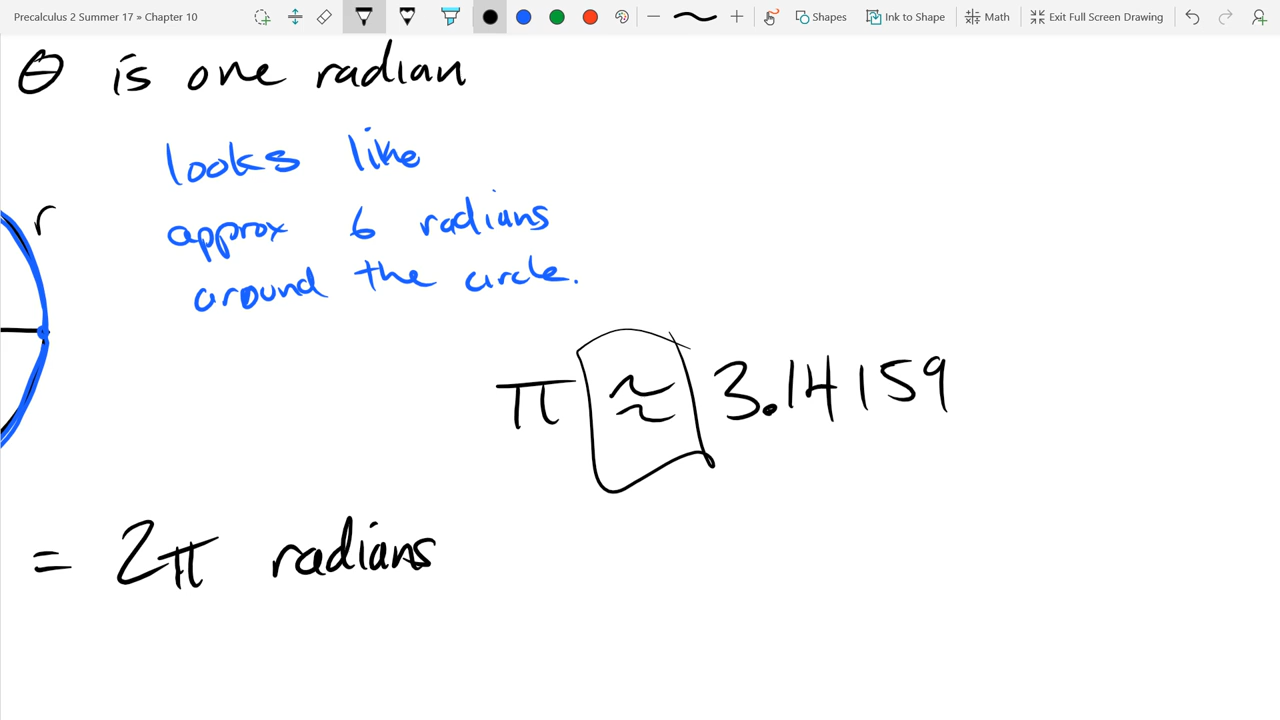 Precalculus 2 Summer 17 » Chapter 10
Shapes
Ink to Shape
Math
Exit Full Screen Drawing
θ is one radian
looks like
approx 6 radians
around the circle.
r
π ≈ 3.14159
= 2π radians